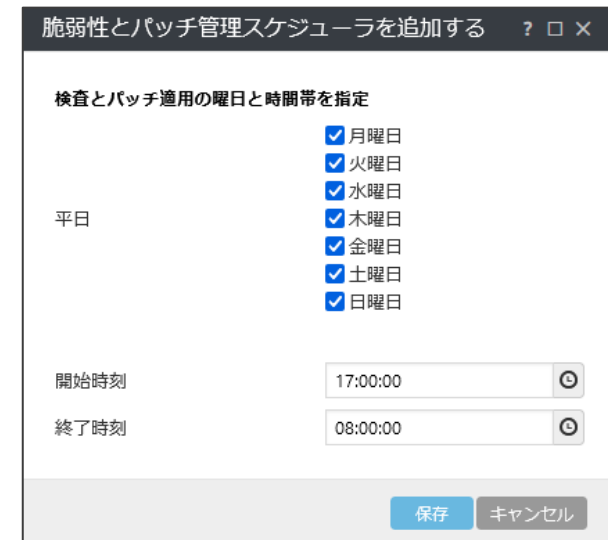 脆弱性とパッチ管理スケジューラを追加する ? □ ×
検査とパッチ適用の曜日と時間帯を指定
平日
月曜日
火曜日
水曜日
木曜日
金曜日
土曜日
日曜日
開始時刻 17:00:00
終了時刻 08:00:00
保存 キャンセル